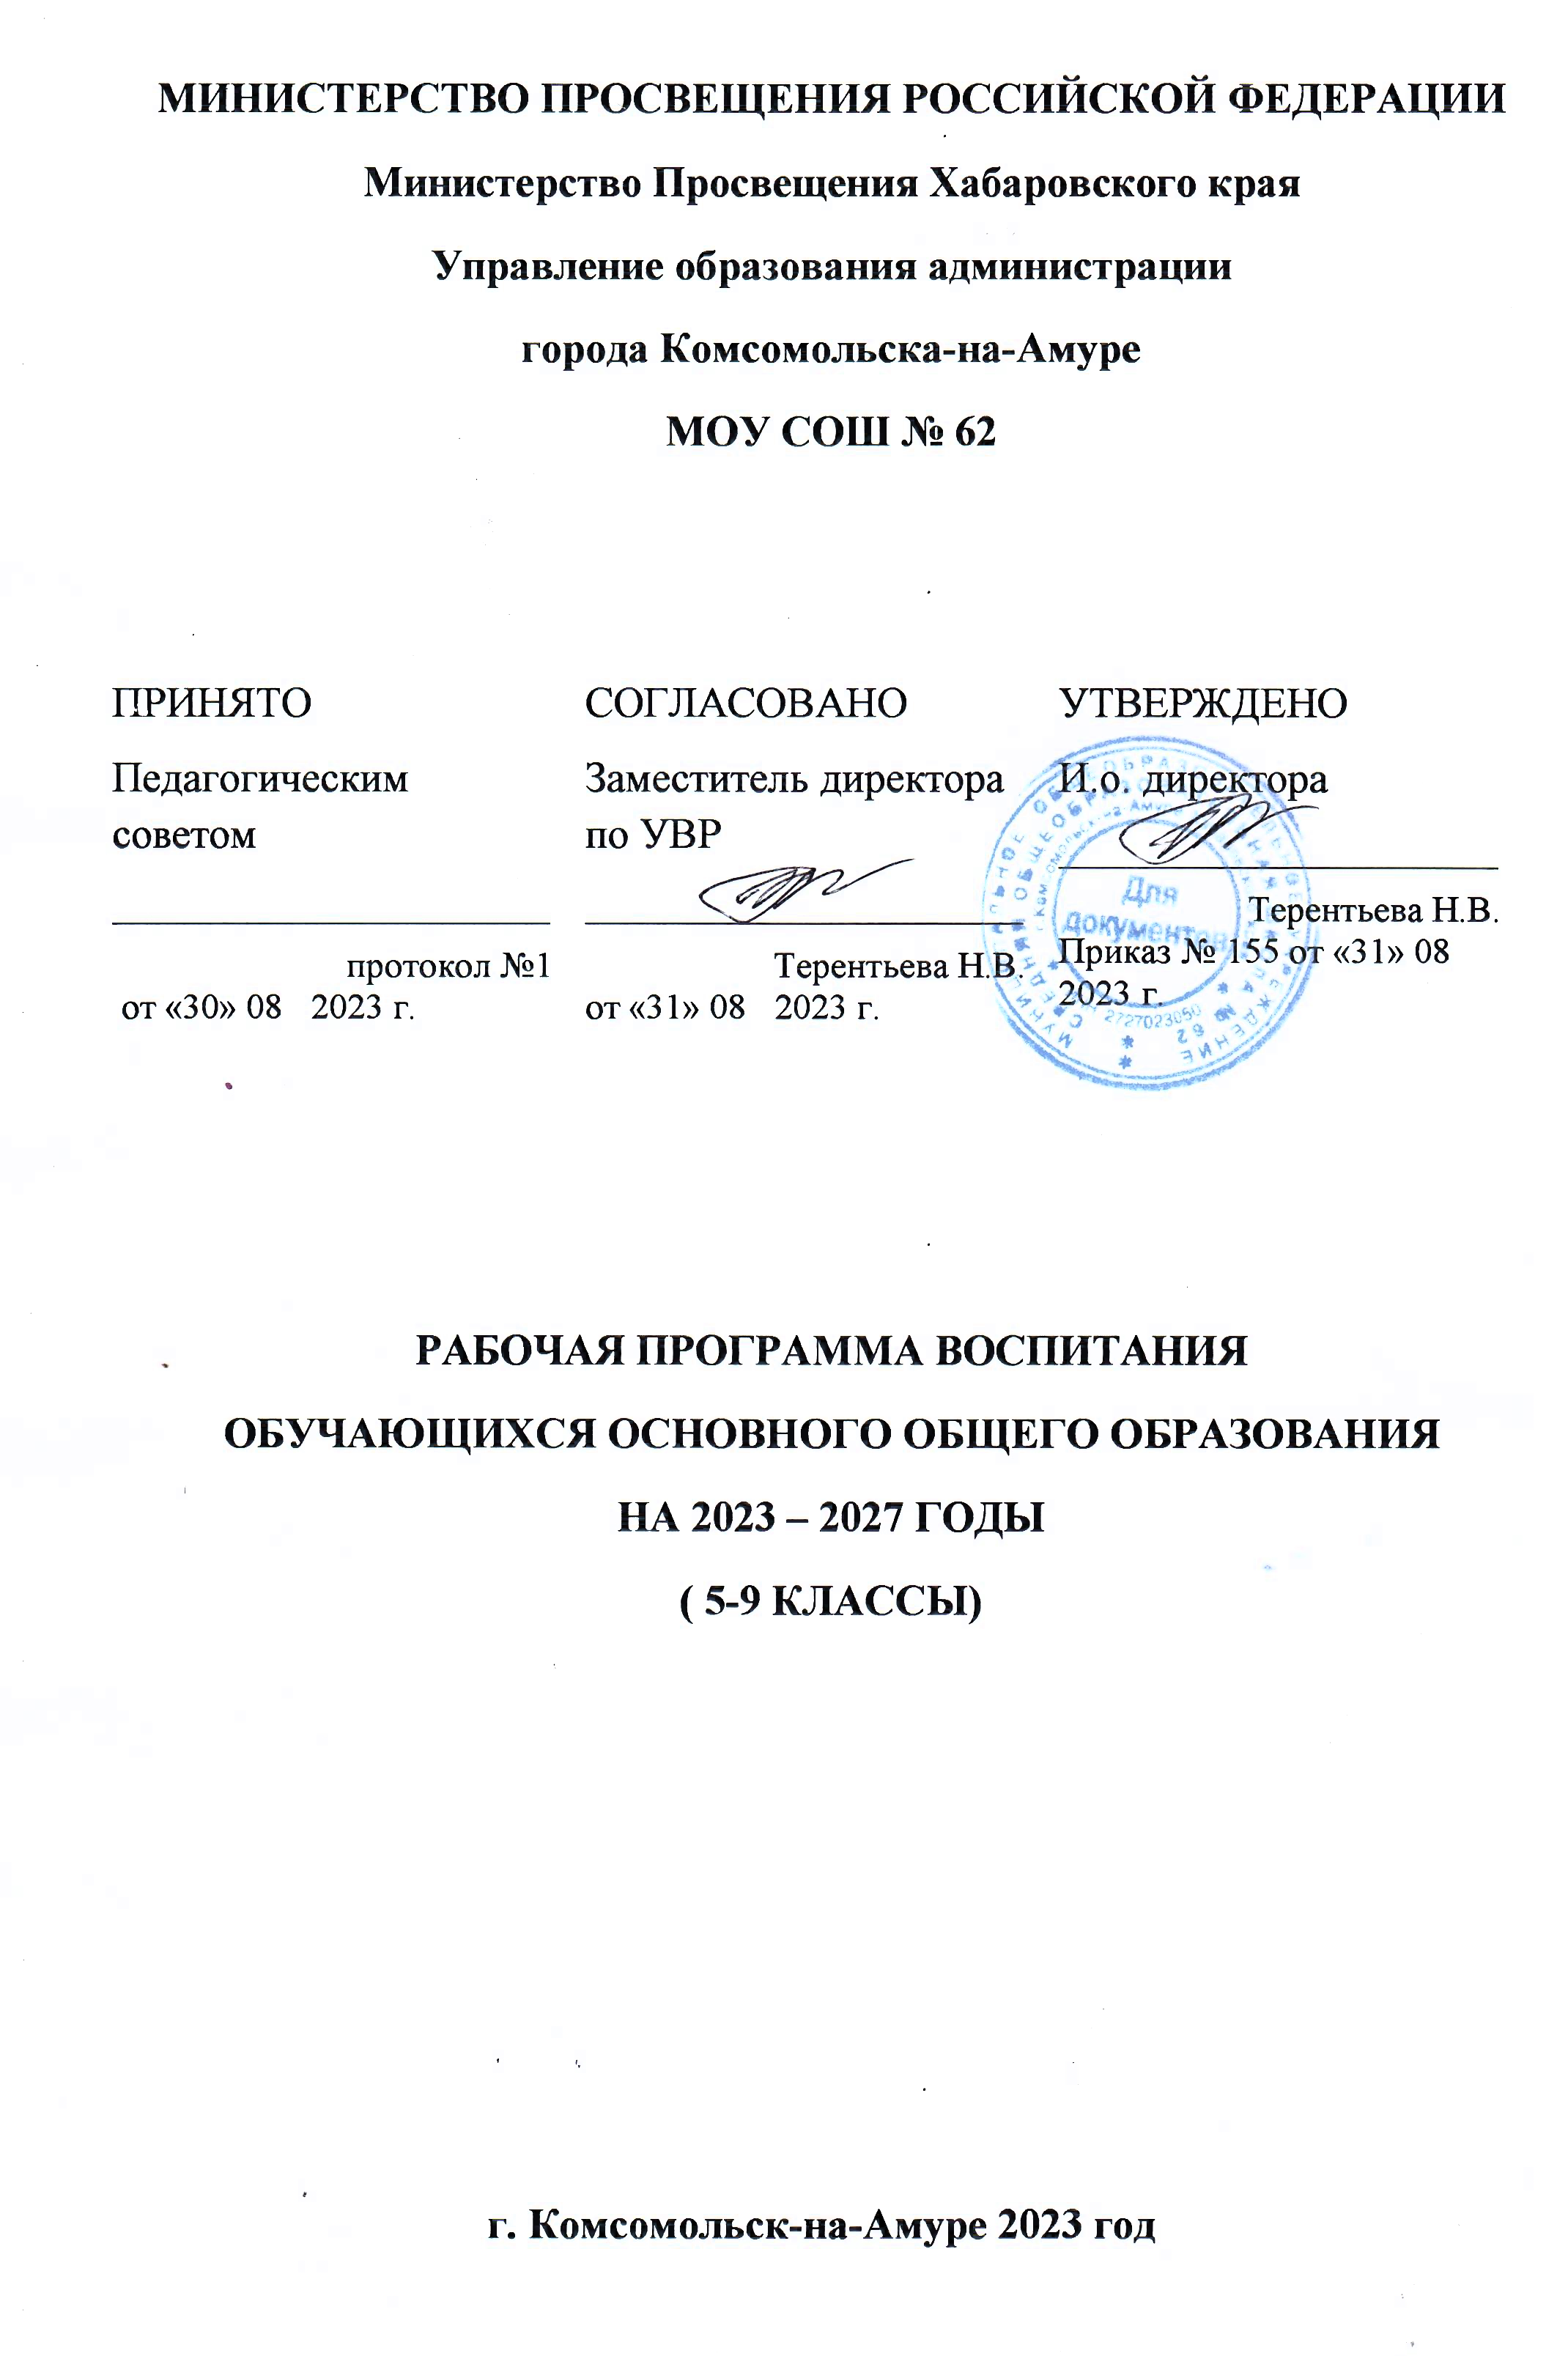 МИНИСТЕРСТВО ПРОСВЕЩЕНИЯ РОССИЙСКОЙ ФЕДЕРАЦИИ
Министерство Просвещения Хабаровского края
Управление образования администрации
города Комсомольска-на-Амуре
МОУ СОШ № 62
ПРИНЯТО
Педагогическим
советом
протокол №1
от «30» 08 2023 г.
СОГЛАСОВАНО
Заместитель директора
по УВР
Терентьева Н.В.
от «31» 08 2023 г.
УТВЕРЖДЕНО
И.о. директора
Терентьева Н.В.
Приказ № 155 от «31» 08
2023 г.
Для
документов
2727023050
№ 62
РАБОЧАЯ ПРОГРАММА ВОСПИТАНИЯ
ОБУЧАЮЩИХСЯ ОСНОВНОГО ОБЩЕГО ОБРАЗОВАНИЯ
НА 2023 – 2027 ГОДЫ
( 5-9 КЛАССЫ)
г. Комсомольск-на-Амуре 2023 год